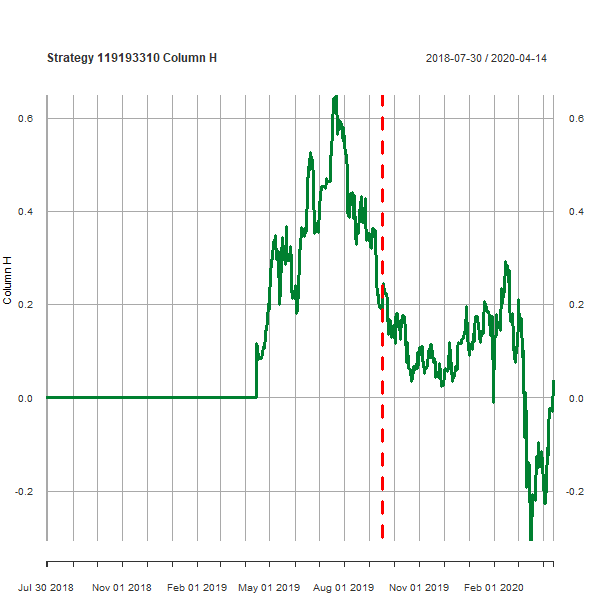 Strategy 119193310 Column H
2018-07-30 / 2020-04-14
Column H
0.6
0.4
0.2
0.0
-0.2
0.6
0.4
0.2
0.0
-0.2
Jul 30 2018
Nov 01 2018
Feb 01 2019
May 01 2019
Aug 01 2019
Nov 01 2019
Feb 01 2020